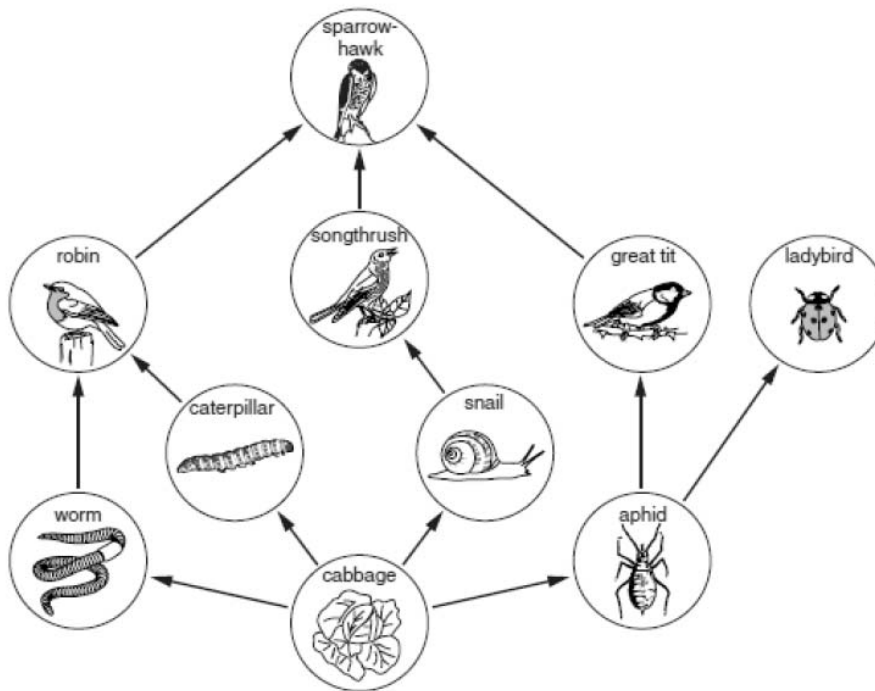 sparrow-
hawk
robin
songthrush
great tit
ladybird
caterpillar
snail
worm
aphid
cabbage